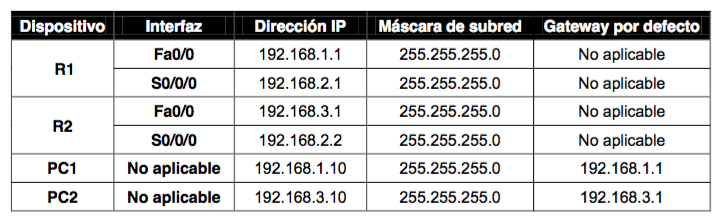 Dispositivo Interfaz Dirección IP Máscara de subred Gateway por defecto
R1 Fa0/0 192.168.1.1 255.255.255.0 No aplicable
S0/0/0 192.168.2.1 255.255.255.0 No aplicable
R2 Fa0/0 192.168.3.1 255.255.255.0 No aplicable
S0/0/0 192.168.2.2 255.255.255.0 No aplicable
PC1 No aplicable 192.168.1.10 255.255.255.0 192.168.1.1
PC2 No aplicable 192.168.3.10 255.255.255.0 192.168.3.1